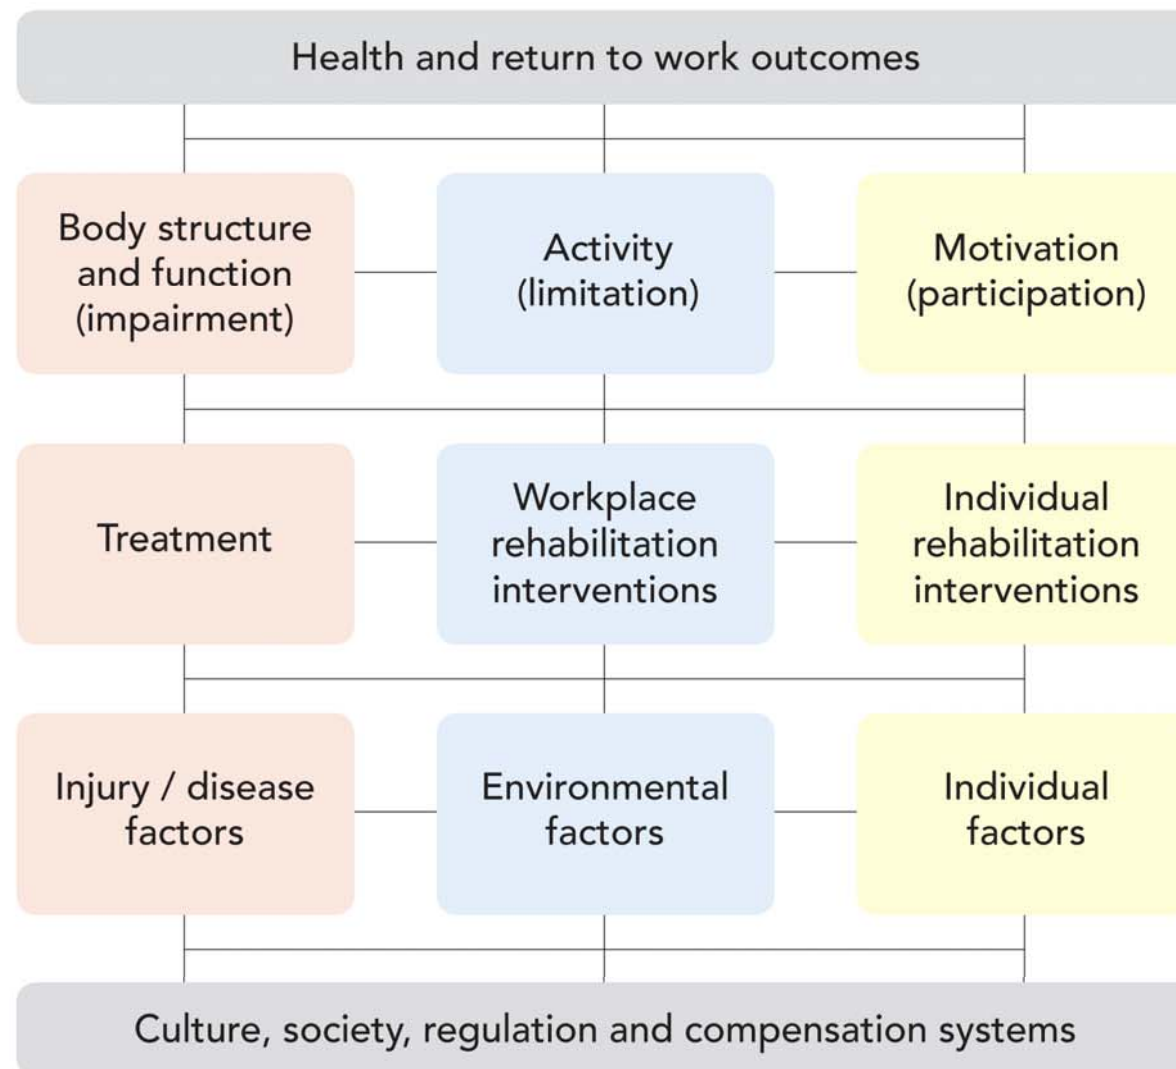 Health and return to work outcomes
Body structure
and function
(impairment)
Activity
(limitation)
Motivation
(participation)
Treatment
Workplace
rehabilitation
interventions
Individual
rehabilitation
interventions
Injury / disease
factors
Environmental
factors
Individual
factors
Culture, society, regulation and compensation systems